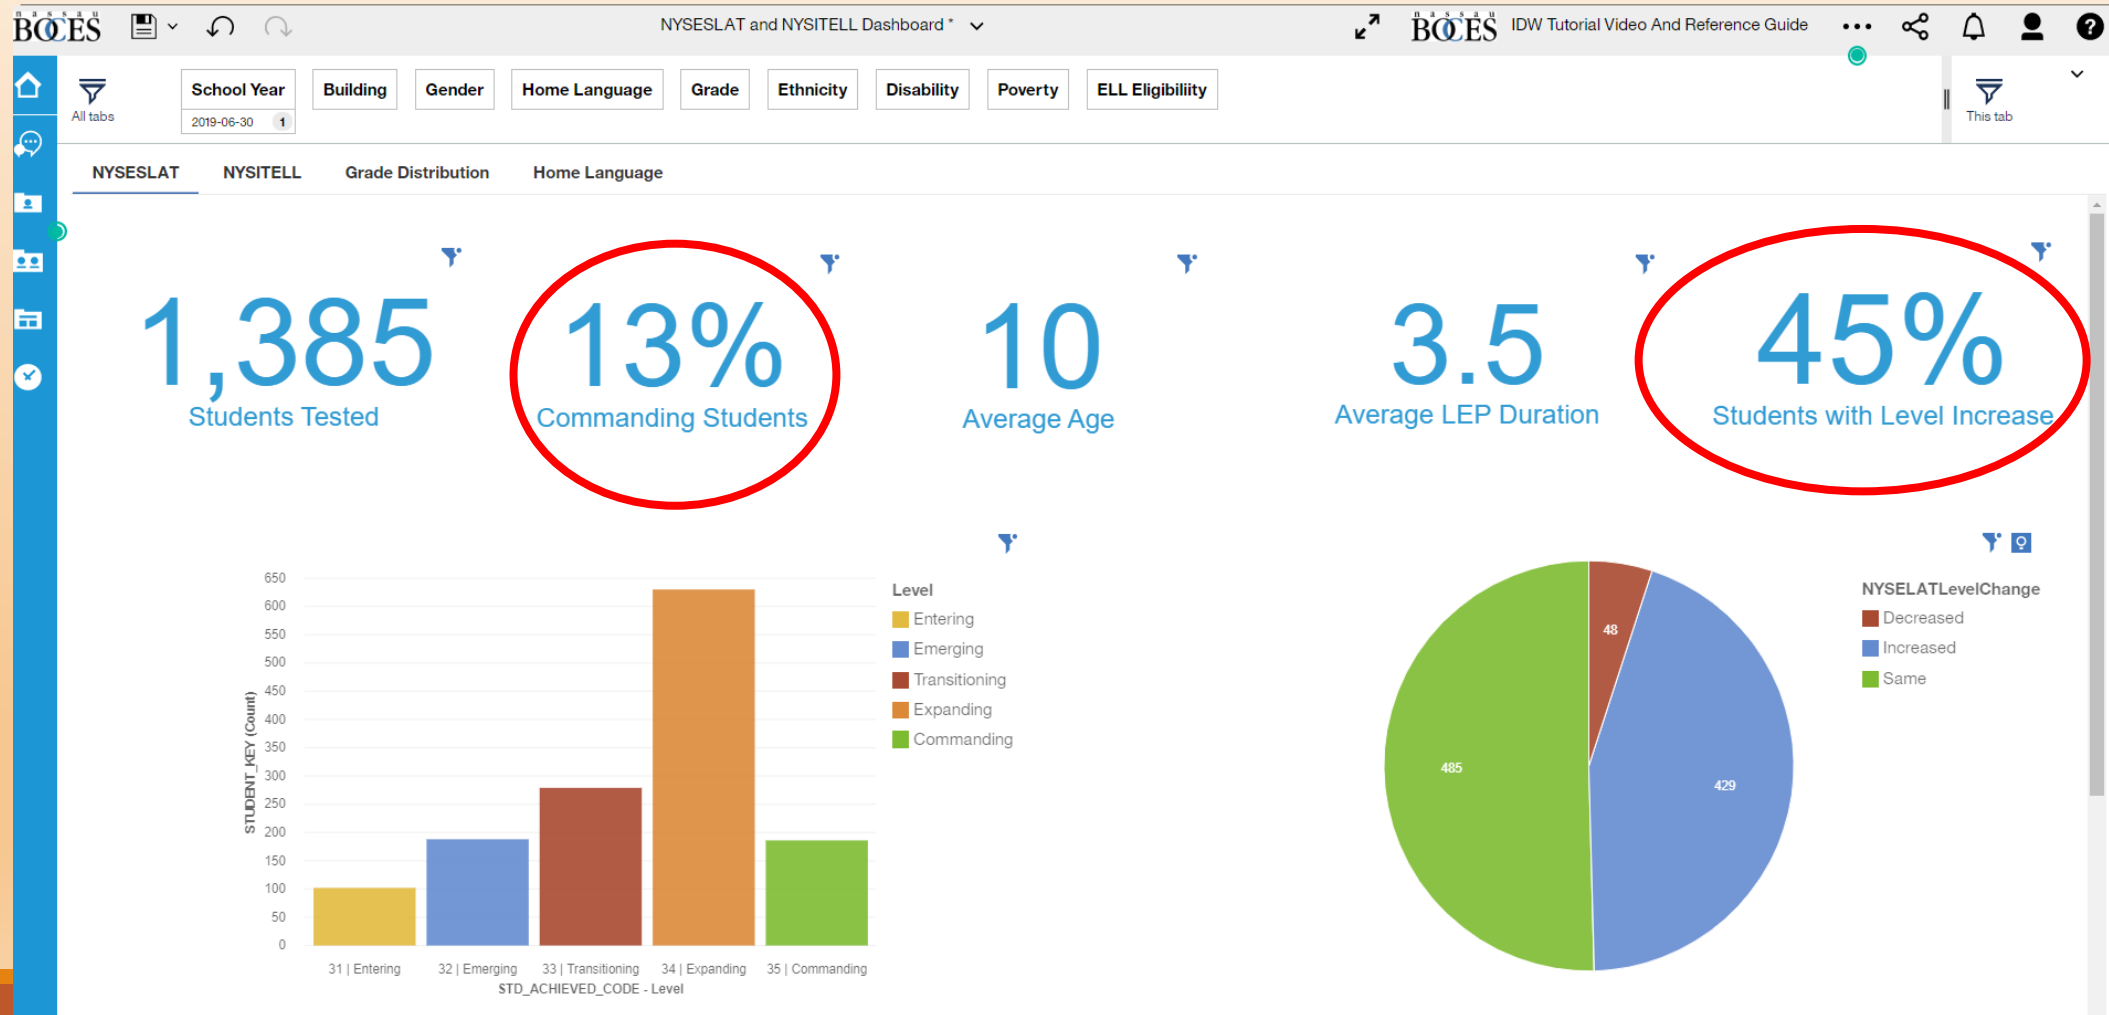 nassau
BOCES
NYSESLAT and NYSITELL Dashboard *
nassau
BOCES
IDW Tutorial Video And Reference Guide
All tabs
School Year
2019-06-30 1
Building
Gender
Home Language
Grade
Ethnicity
Disability
Poverty
ELL Eligibiliity
This tab
NYSESLAT NYSITELL Grade Distribution Home Language
1,385
Students Tested
13%
Commanding Students
10
Average Age
3.5
Average LEP Duration
45%
Students with Level Increase
STUDENT_KEY (Count)
650
600
550
500
450
400
350
300
250
200
150
100
50
0
31 | Entering 32 | Emerging 33 | Transitioning 34 | Expanding 35 | Commanding
STD_ACHIEVED_CODE - Level
Level
Entering
Emerging
Transitioning
Expanding
Commanding
48
485
429
NYSELATLevelChange
Decreased
Increased
Same